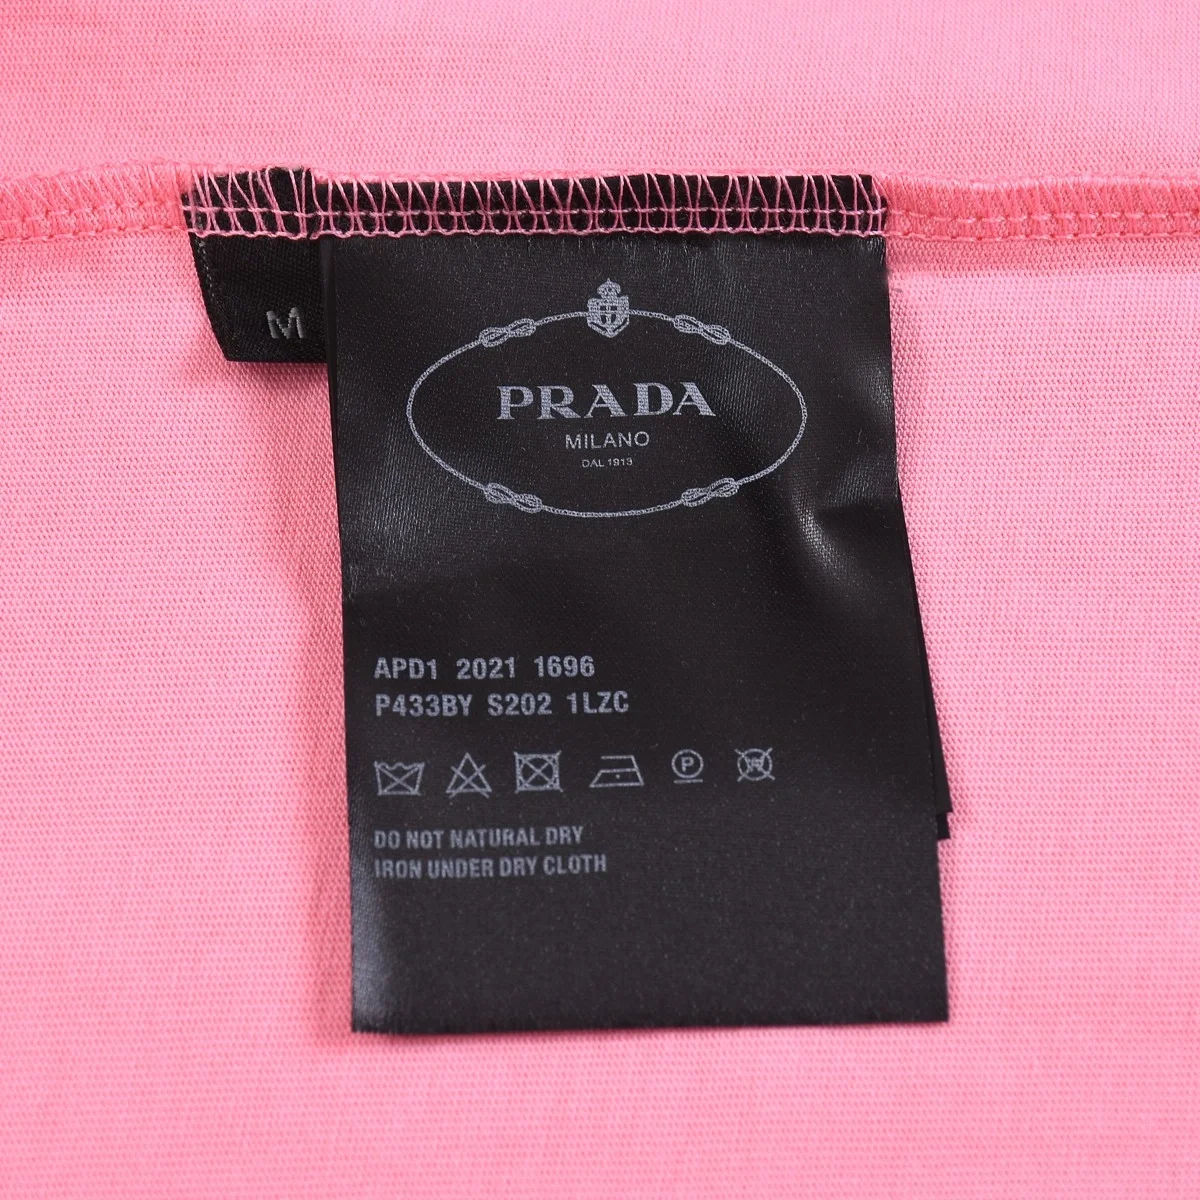 M
PRADA
MILANO
DAL 1913
APD1 2021 1696
P433BY S202 1LZC
P
DO NOT NATURAL DRY
IRON UNDER DRY CLOTH